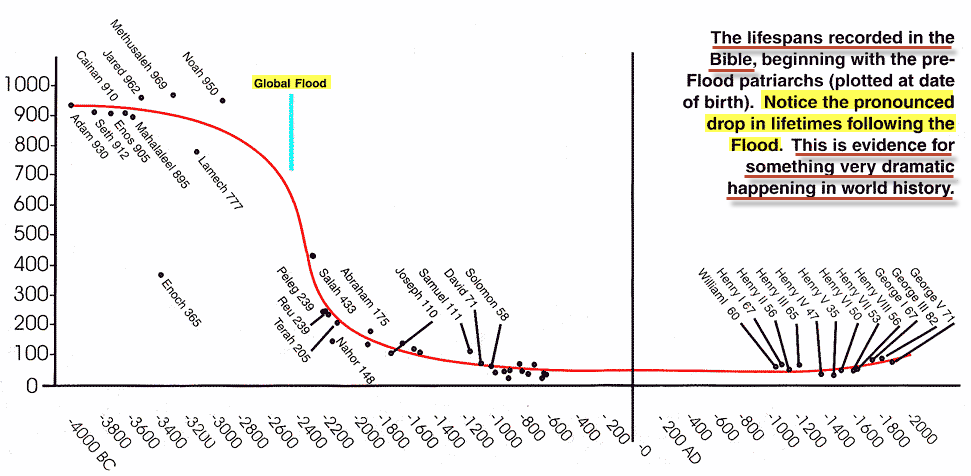 The lifespans recorded in the
Bible, beginning with the pre-
Flood patriarchs (plotted at date
of birth). Notice the pronounced
drop in lifetimes following the
Flood. This is evidence for
something very dramatic
happening in world history.
Global Flood
1000
900
800
700
600
500
400
300
200
100
0
Adam 930
Seth 912
Enos 905
Cainan 910
Mahalaleel 895
Jared 962
Methusaleh 969
Lamech 777
Noah 950
Enoch 365
Peleg 239
Reu 239
Salah 433
Terah 205
Abraham 175
Nahor 148
Joseph 110
Samuel 111
David 71
Solomon 58
William I 60
Henry I 67
Henry II 56
Henry III 65
Henry IV 47
Henry V 35
Henry VI 50
Henry VII 53
Henry VIII 56
George I 67
George III 82
George V 71
-4000 BC
-3800
-3600
-3400
-3200
-3000
-2800
-2600
-2400
-2200
-2000
-1800
-1600
-1400
-1200
-1000
-800
-600
-400
-200
-0
-200 AD
-400
-600
-800
-1000
-1200
-1400
-1600
-1800
-2000